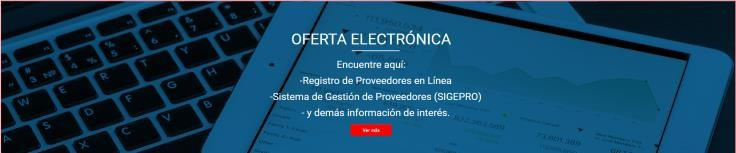 OFERTA ELECTRÓNICA
Encuentre aquí:
-Registro de Proveedores en Línea
-Sistema de Gestión de Proveedores (SIGEPRO)
- y demás información de interés.
Ver más